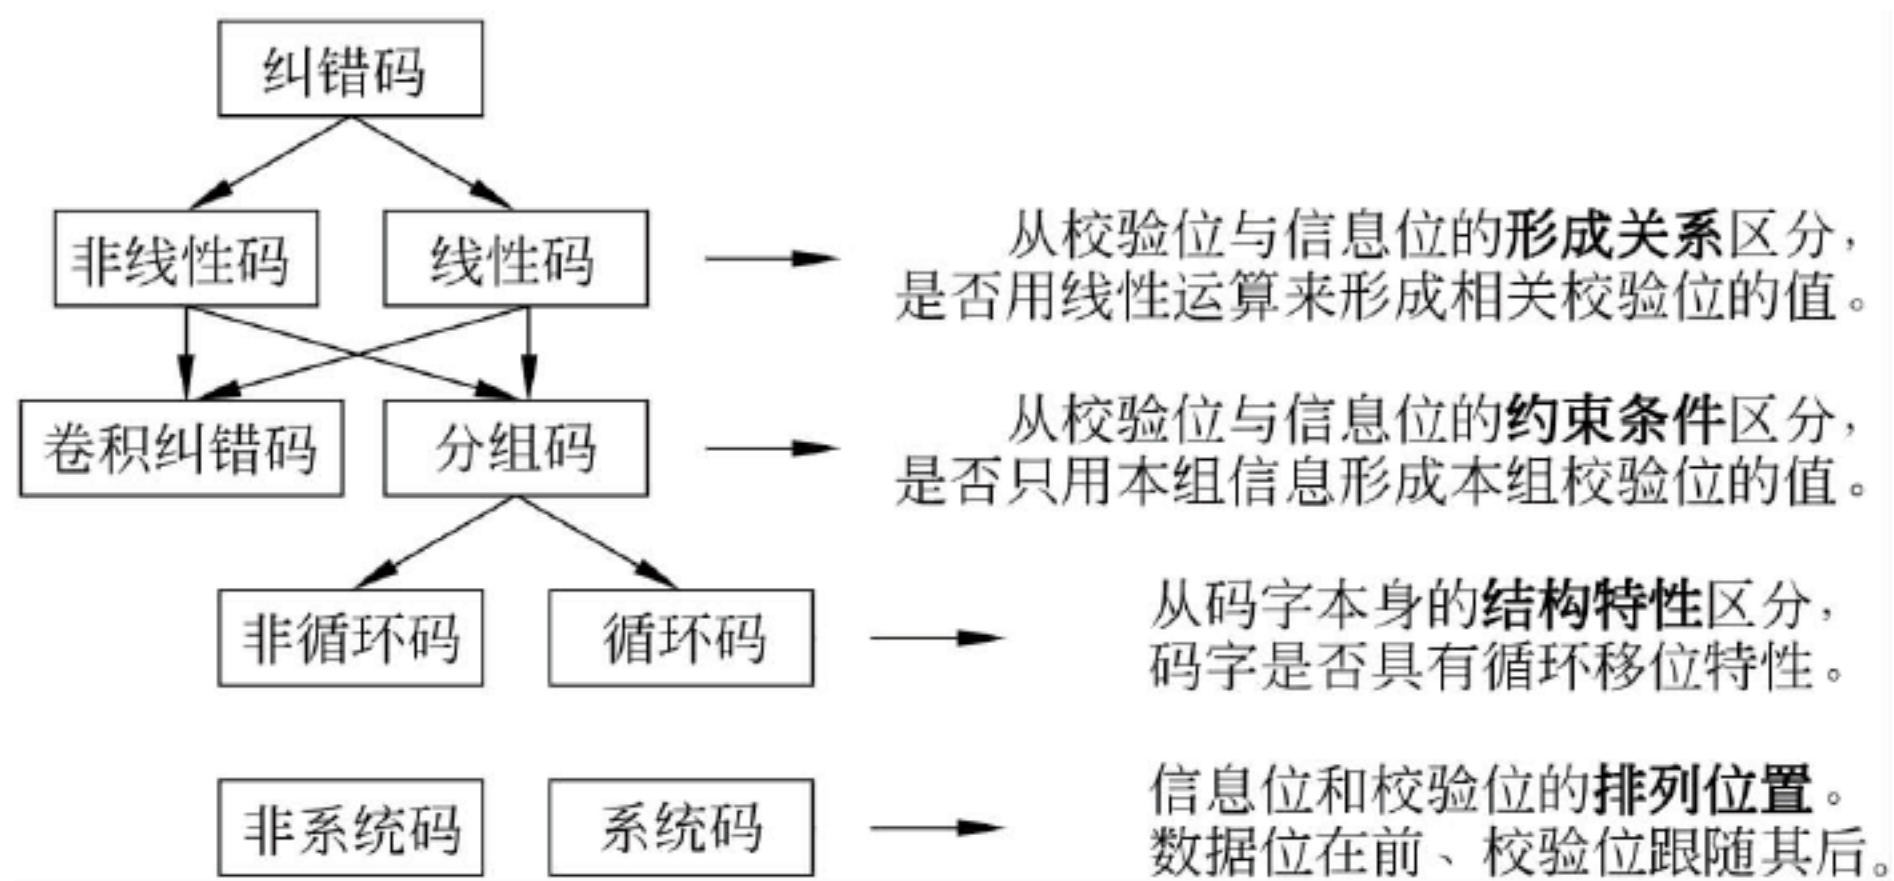 纠错码
非线性码
线性码
从校验位与信息位的形成关系区分，
是否用线性运算来形成相关校验位的值。
卷积纠错码
分组码
从校验位与信息位的约束条件区分，
是否只用本组信息形成本组校验位的值。
非循环码
循环码
从码字本身的结构特性区分，
码字是否具有循环移位特性。
非系统码
系统码
信息位和校验位的排列位置。
数据位在前、校验位跟随其后。